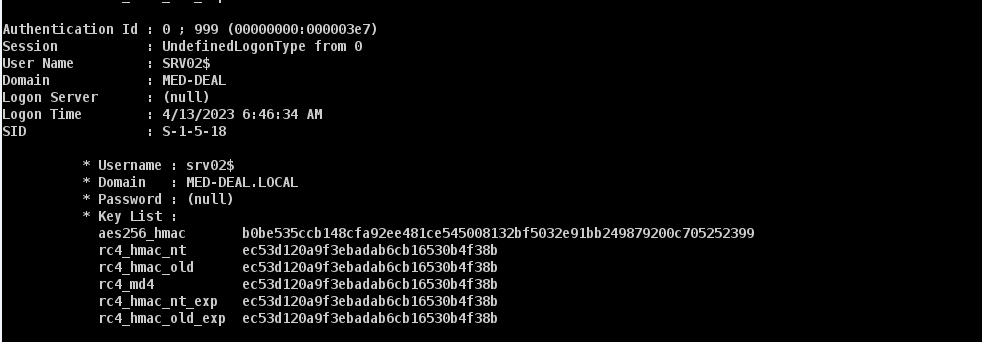 Authentication Id : 0 ; 999 (00000000:000003e7)
Session           : UndefinedLogonType from 0
User Name         : SRV02$
Domain            : MED-DEAL
Logon Server      : (null)
Logon Time        : 4/13/2023 6:46:34 AM
SID               : S-1-5-18
* Username : srv02$
* Domain   : MED-DEAL.LOCAL
* Password : (null)
* Key List :
aes256_hmac       b0be535ccb148cfa92ee481ce545008132bf5032e91bb249879200c705252399
rc4_hmac_nt       ec53d120a9f3ebadab6cb16530b4f38b
rc4_hmac_old      ec53d120a9f3ebadab6cb16530b4f38b
rc4_md4           ec53d120a9f3ebadab6cb16530b4f38b
rc4_hmac_nt_exp   ec53d120a9f3ebadab6cb16530b4f38b
rc4_hmac_old_exp  ec53d120a9f3ebadab6cb16530b4f38b